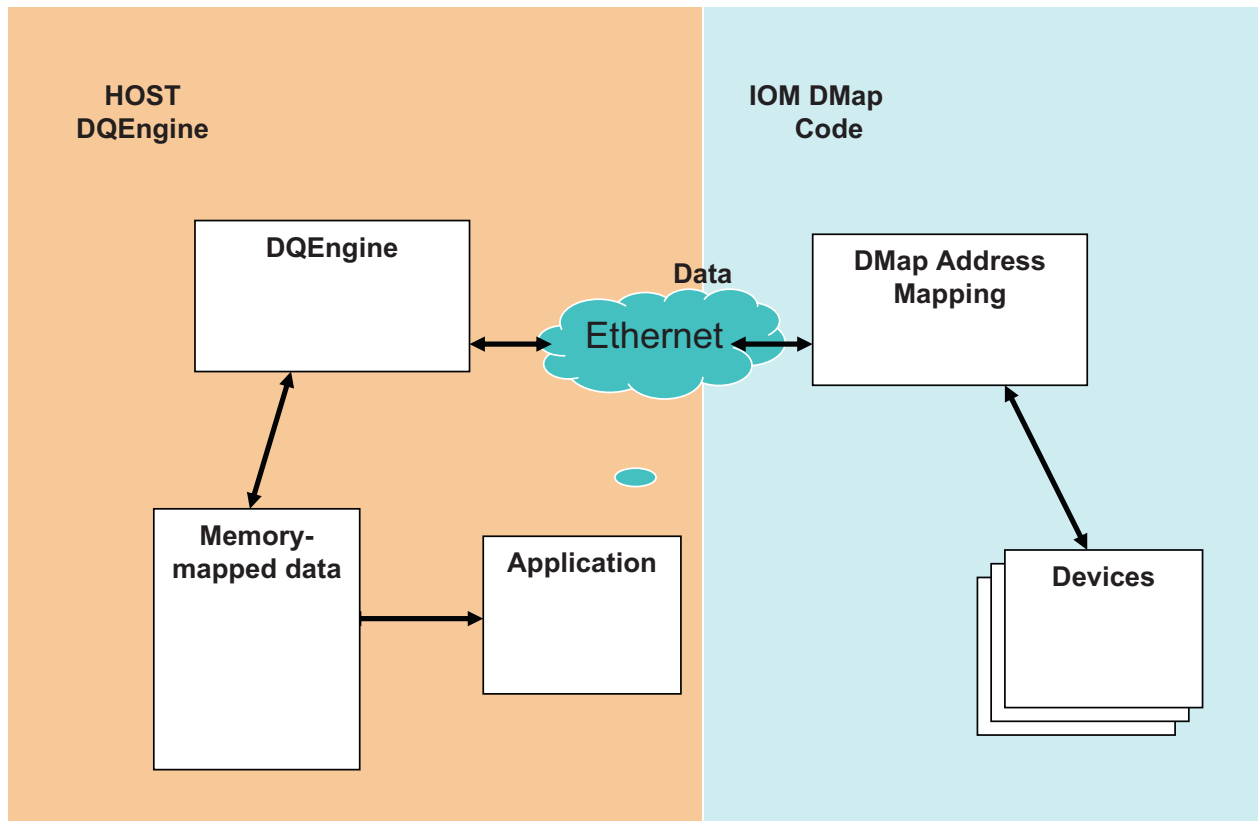 HOST
DQEngine
IOM DMap
Code
DQEngine
Data
Ethernet
DMap Address
Mapping
Memory-
mapped data
Application
Devices